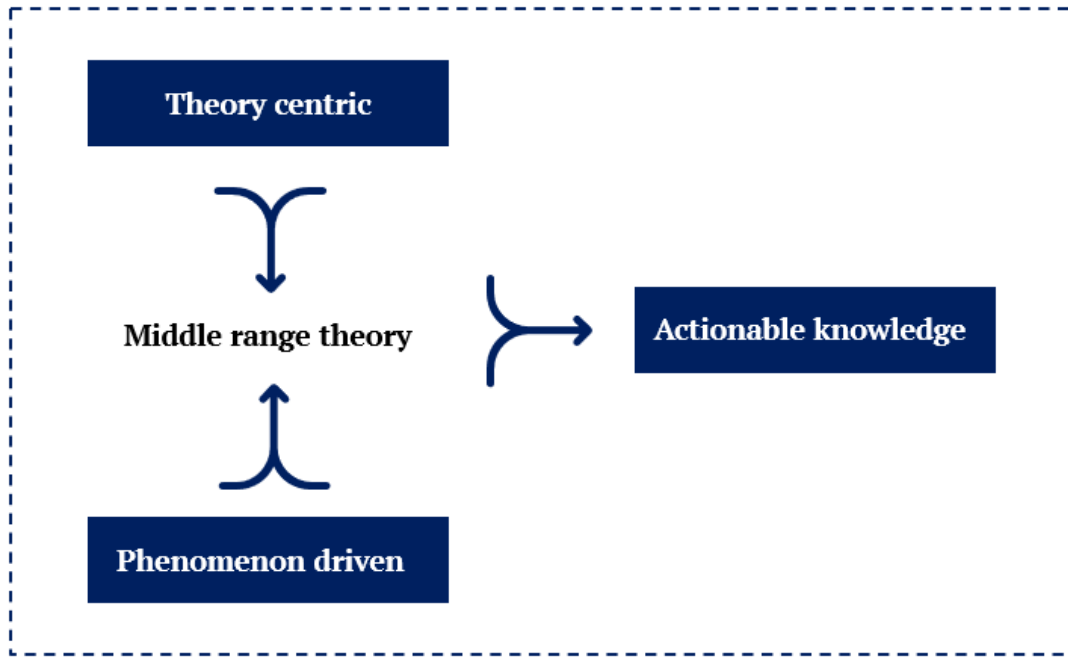 Theory centric
Middle range theory
Actionable knowledge
Phenomenon driven